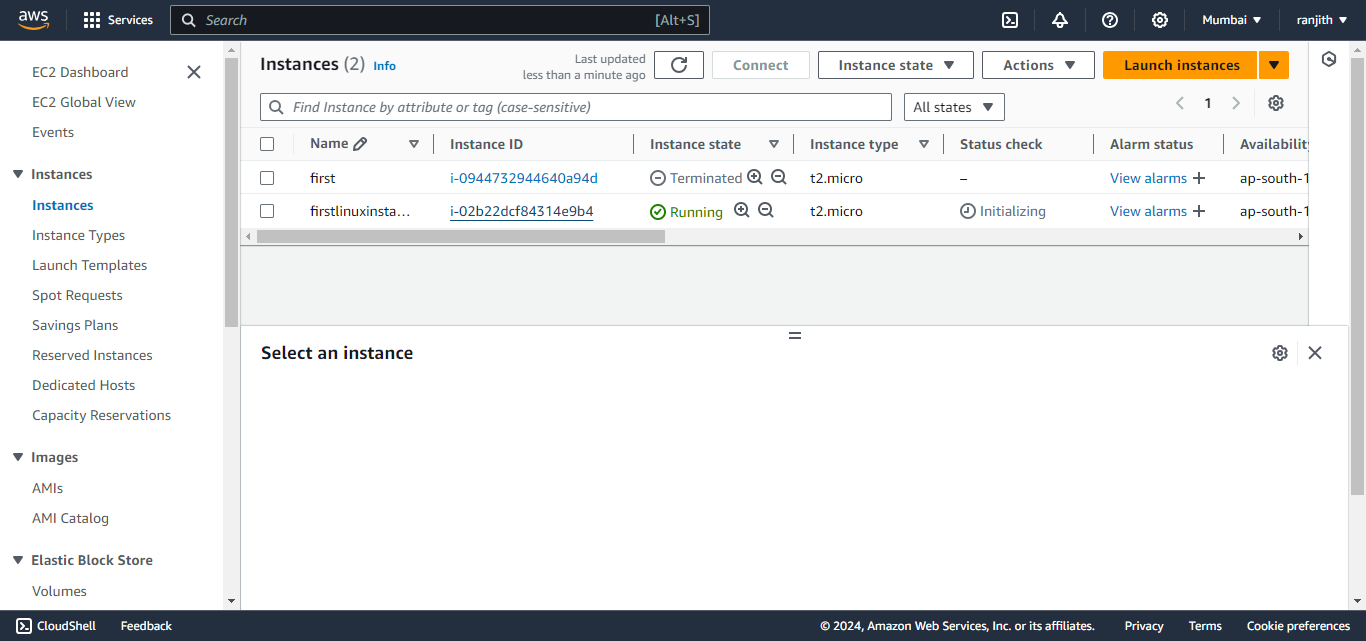 aws
Services
Search
[Alt+S]
Mumbai
ranjith
EC2 Dashboard
EC2 Global View
Events
Instances
Instances
Instance Types
Launch Templates
Spot Requests
Savings Plans
Reserved Instances
Dedicated Hosts
Capacity Reservations
Images
AMIs
AMI Catalog
Elastic Block Store
Volumes
Instances (2) Info
Last updated
less than a minute ago
Connect
Instance state
Actions
Launch instances
Find Instance by attribute or tag (case-sensitive)
All states
1
Name Instance ID Instance state Instance type Status check Alarm status Availability
first i-0944732944640a94d Terminated t2.micro – View alarms + ap-south-1
firstlinuxinsta... i-02b22dcf84314e9b4 Running t2.micro Initializing View alarms + ap-south-1
Select an instance
CloudShell
Feedback
© 2024, Amazon Web Services, Inc. or its affiliates.
Privacy
Terms
Cookie preferences